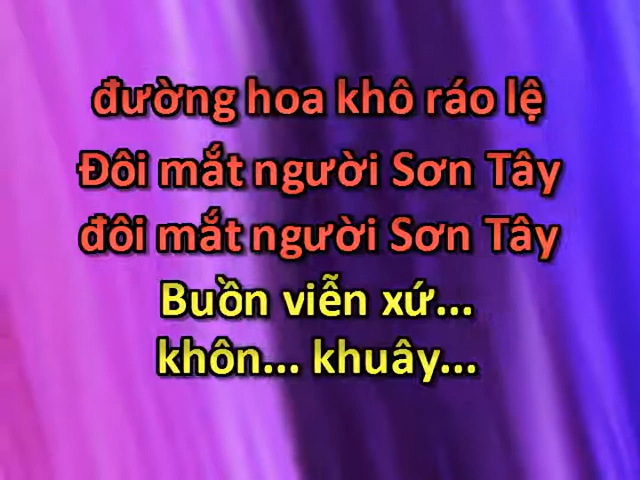 đường hoa khô ráo lệ
Đôi mắt người Sơn Tây
đôi mắt người Sơn Tây
Buồn viễn xứ...
khôn... khuây...